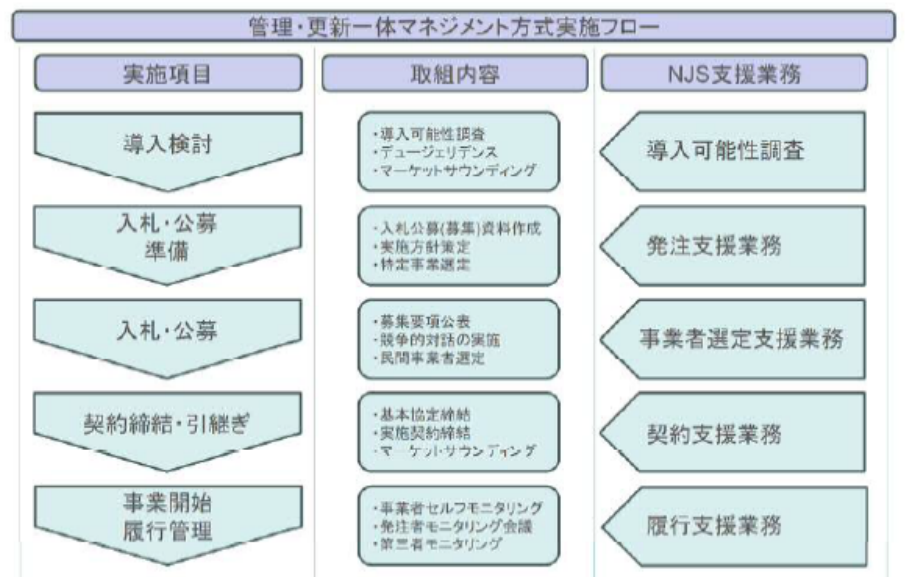 管理・更新一体マネジメント方式実施フロー
実施項目
取組内容
NJS支援業務
導入検討
・導入可能性調査
・デュージェリデンス
・マーケットサウンディング
導入可能性調査
入札・公募
準備
・入札公募(募集)資料作成
・実施方針策定
・特定事業選定
発注支援業務
入札・公募
・募集要項公表
・競争的対話の実施
・民間事業者選定
事業者選定支援業務
契約締結・引継ぎ
・基本協定締結
・実施契約締結
・マーケットサウンディング
契約支援業務
事業開始
履行管理
・事業者セルフモニタリング
・発注者モニタリング会議
・第三者モニタリング
履行支援業務